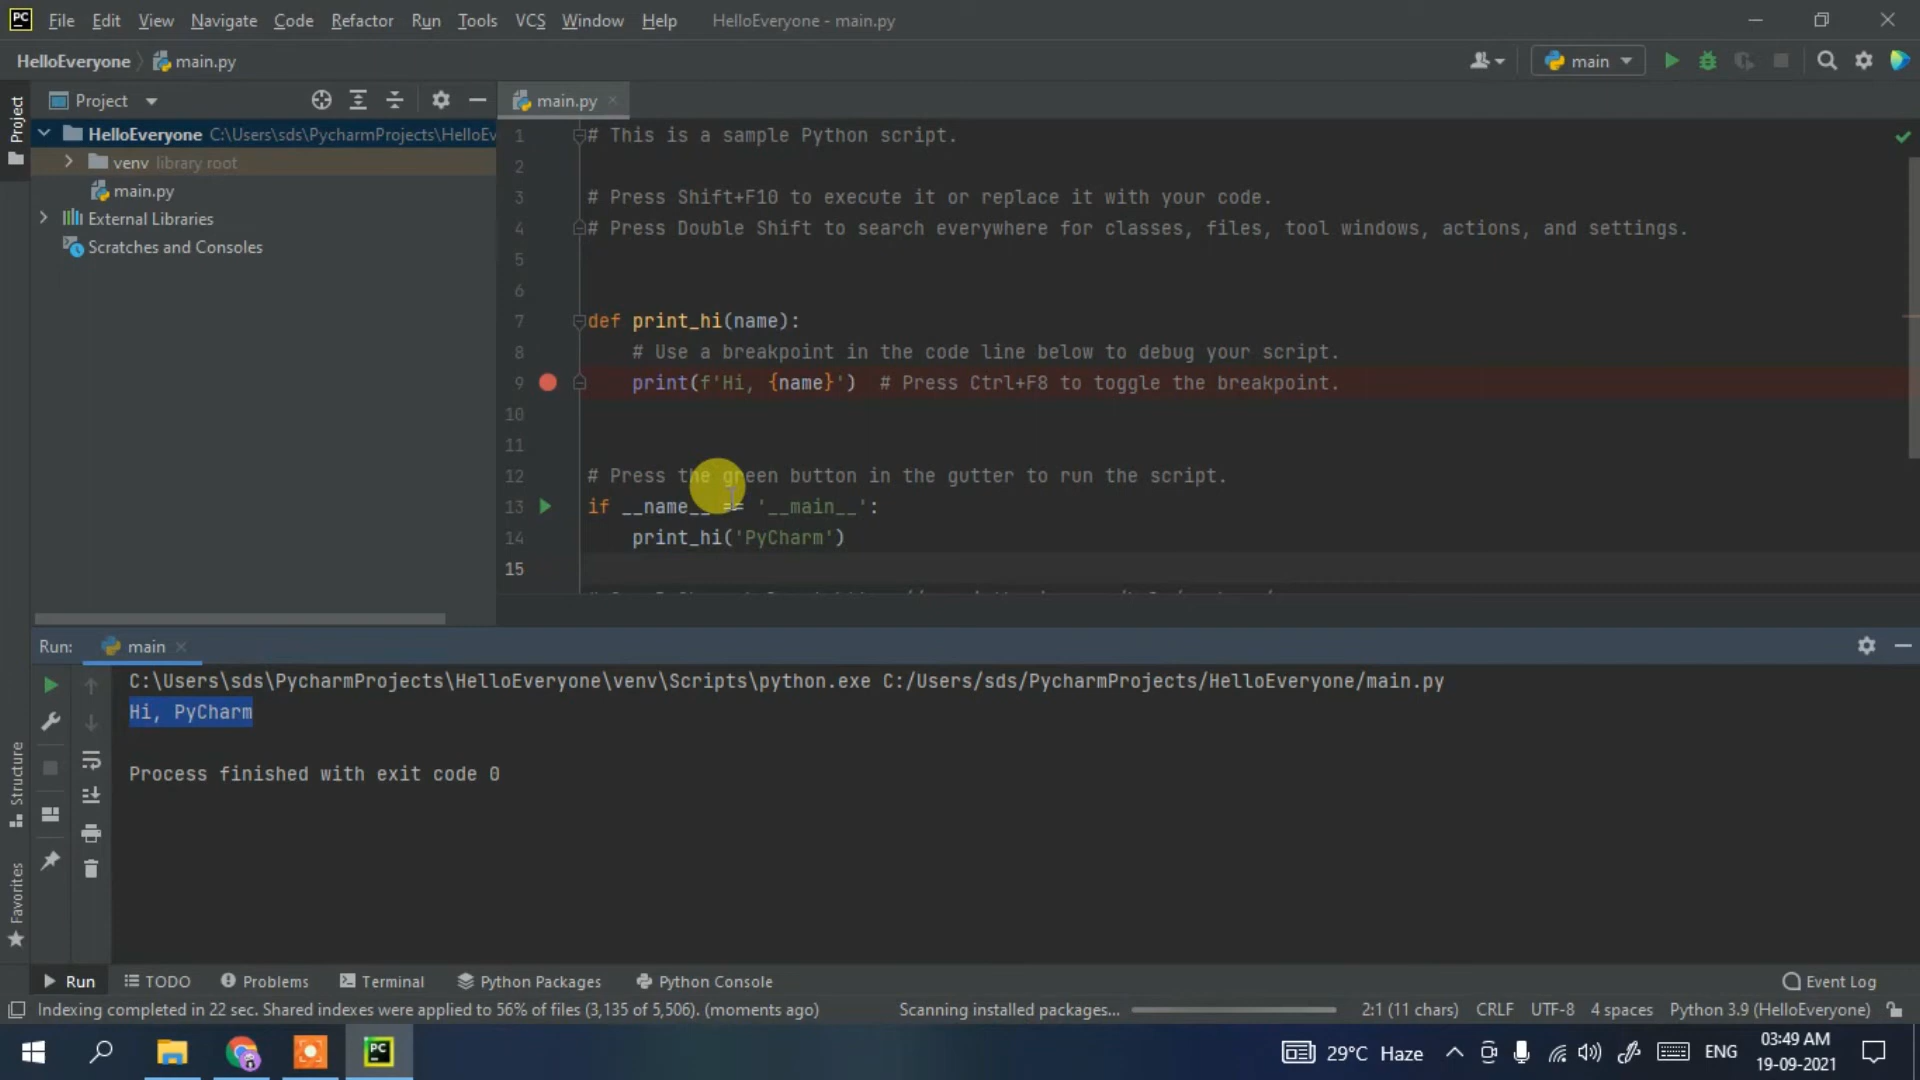 PC File Edit View Navigate Code Refactor Run Tools VCS Window Help HelloEveryone - main.py
HelloEveryone main.py main
Project
Project main.py
HelloEveryone C:\Users\sds\PycharmProjects\HelloEv
venv library root
main.py
External Libraries
Scratches and Consoles
1 # This is a sample Python script.
2
3 # Press Shift+F10 to execute it or replace it with your code.
4 # Press Double Shift to search everywhere for classes, files, tool windows, actions, and settings.
5
6
7 def print_hi(name):
8 # Use a breakpoint in the code line below to debug your script.
9 print(f'Hi, {name}') # Press Ctrl+F8 to toggle the breakpoint.
10
11
12 # Press the green button in the gutter to run the script.
13 if __name__ == '__main__':
14 print_hi('PyCharm')
15
Run: main
C:\Users\sds\PycharmProjects\HelloEveryone\venv\Scripts\python.exe C:/Users/sds/PycharmProjects/HelloEveryone/main.py
Hi, PyCharm
Process finished with exit code 0
Structure
Favorites
Run TODO Problems Terminal Python Packages Python Console Event Log
Indexing completed in 22 sec. Shared indexes were applied to 56% of files (3,135 of 5,506). (moments ago) Scanning installed packages... 2:1 (11 chars) CRLF UTF-8 4 spaces Python 3.9 (HelloEveryone)
PC 29°C Haze ENG 03:49 AM
19-09-2021